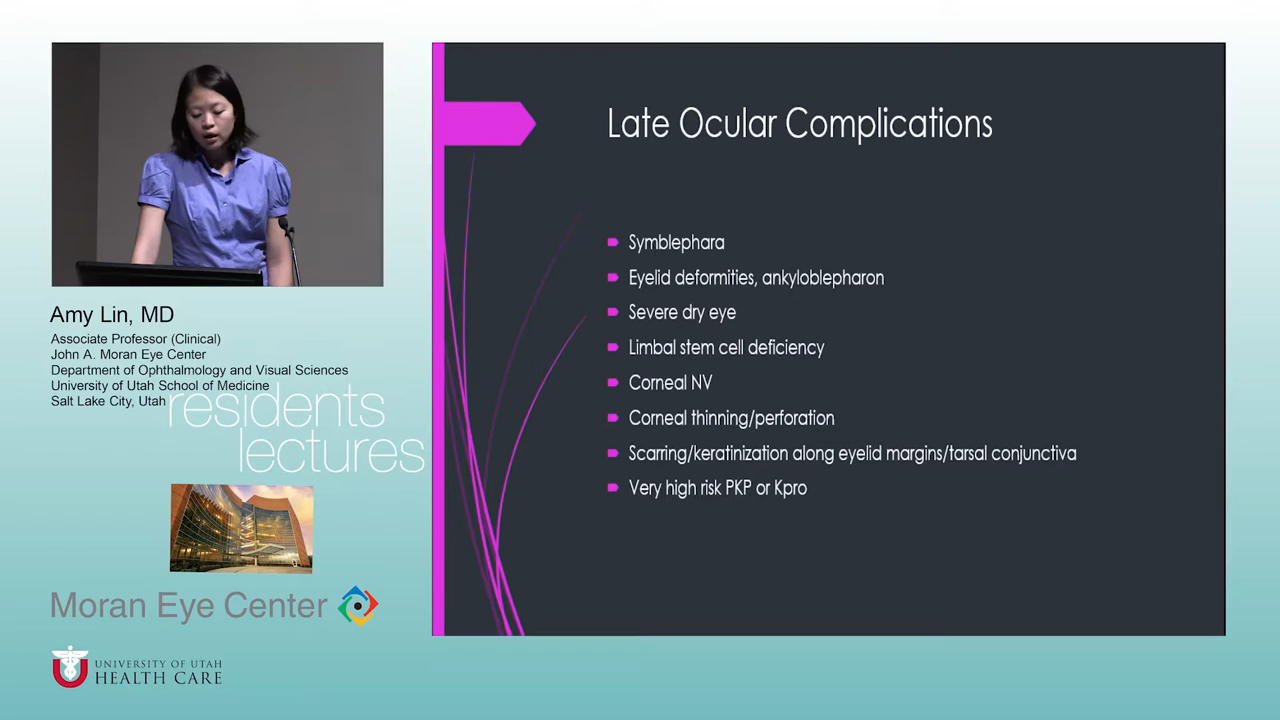 Amy Lin, MD
Associate Professor (Clinical)
John A. Moran Eye Center
Department of Ophthalmology and Visual Sciences
University of Utah School of Medicine
Salt Lake City, Utah
residents
lectures
Moran Eye Center
UNIVERSITY OF UTAH
HEALTH CARE
Late Ocular Complications
Symblephara
Eyelid deformities, ankyloblepharon
Severe dry eye
Limbal stem cell deficiency
Corneal NV
Corneal thinning/perforation
Scarring/keratinization along eyelid margins/tarsal conjunctiva
Very high risk PKP or Kpro